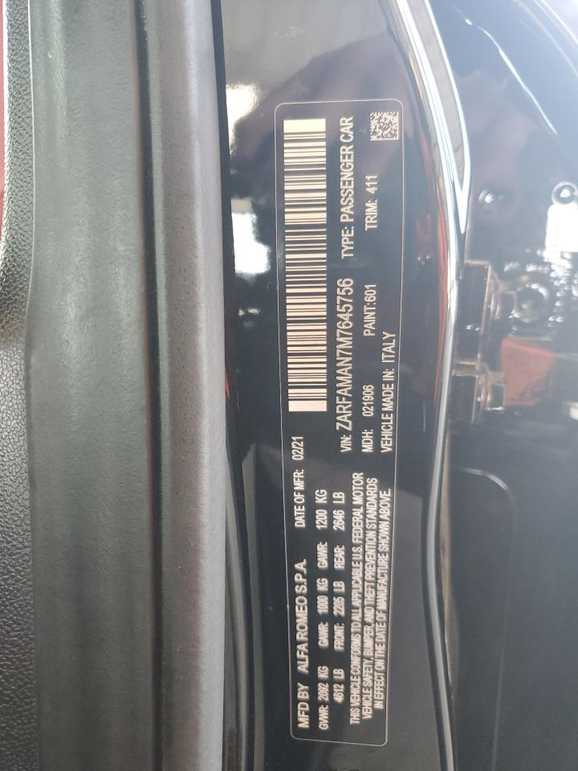 MFD BY ALFA ROMEO S.P.A. DATE OF MFR: 02/21
GVWR: 2092 KG GAWR: 1000 KG GAWR: 1200 KG
4612 LB FRONT: 2205 LB REAR: 2646 LB
THIS VEHICLE CONFORMS TO ALL APPLICABLE U.S. FEDERAL MOTOR
VEHICLE SAFETY, BUMPER, AND THEFT PREVENTION STANDARDS
IN EFFECT ON THE DATE OF MANUFACTURE SHOWN ABOVE.
VIN: ZARFAMAN7M7645756 TYPE: PASSENGER CAR
MDH: 021906 PAINT:601 TRIM: 411
VEHICLE MADE IN: ITALY